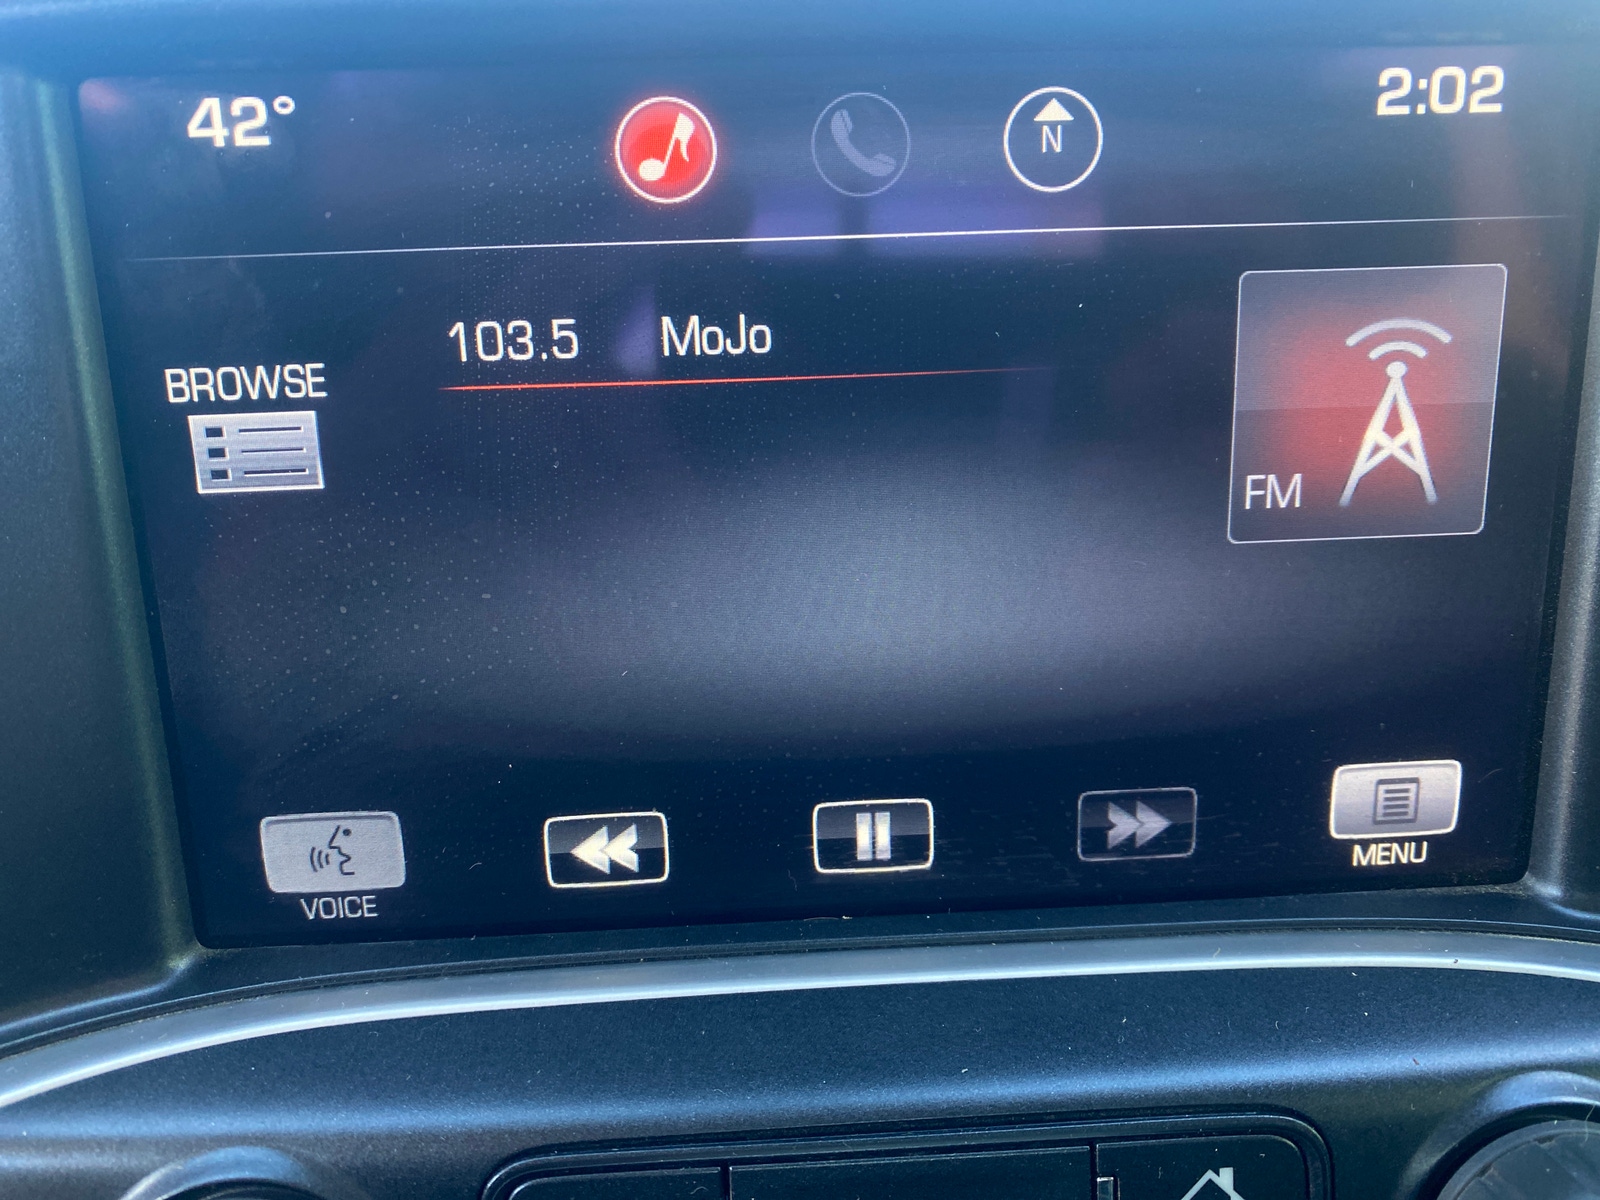 42°
N
2:02
103.5 MoJo
BROWSE
FM
VOICE
MENU